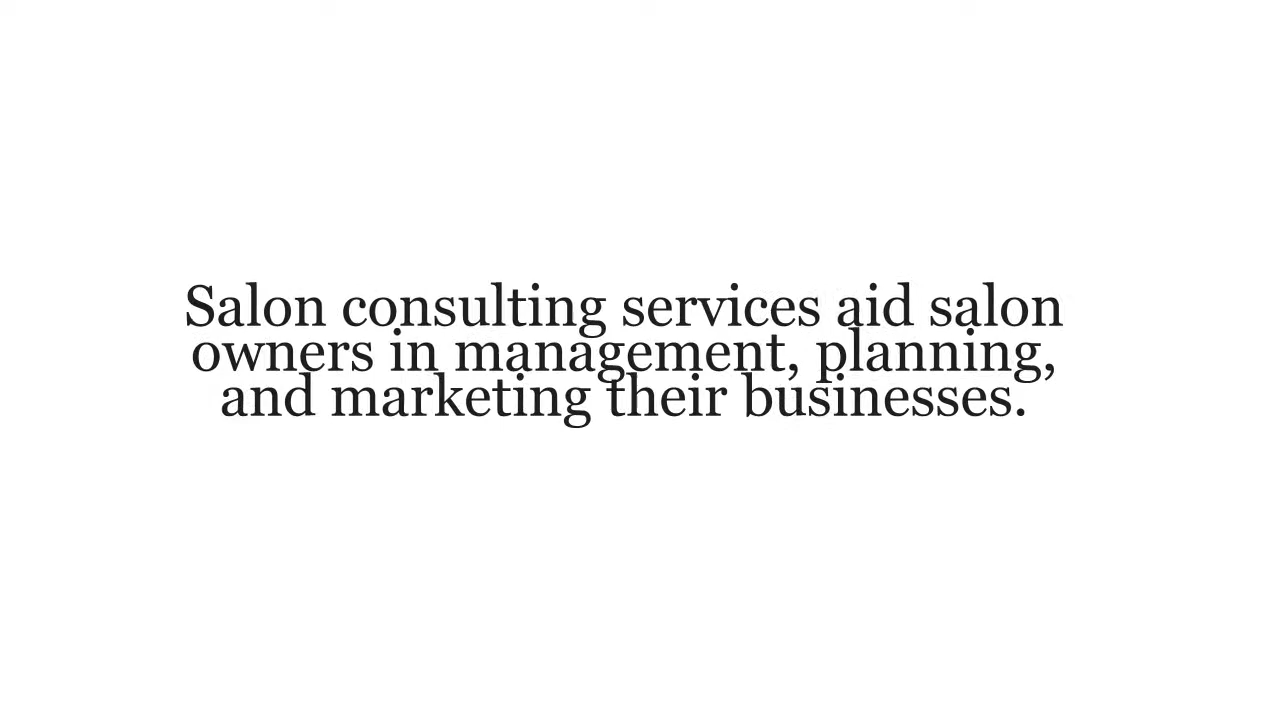 Salon consulting services aid salon
owners in management, planning,
and marketing their businesses.